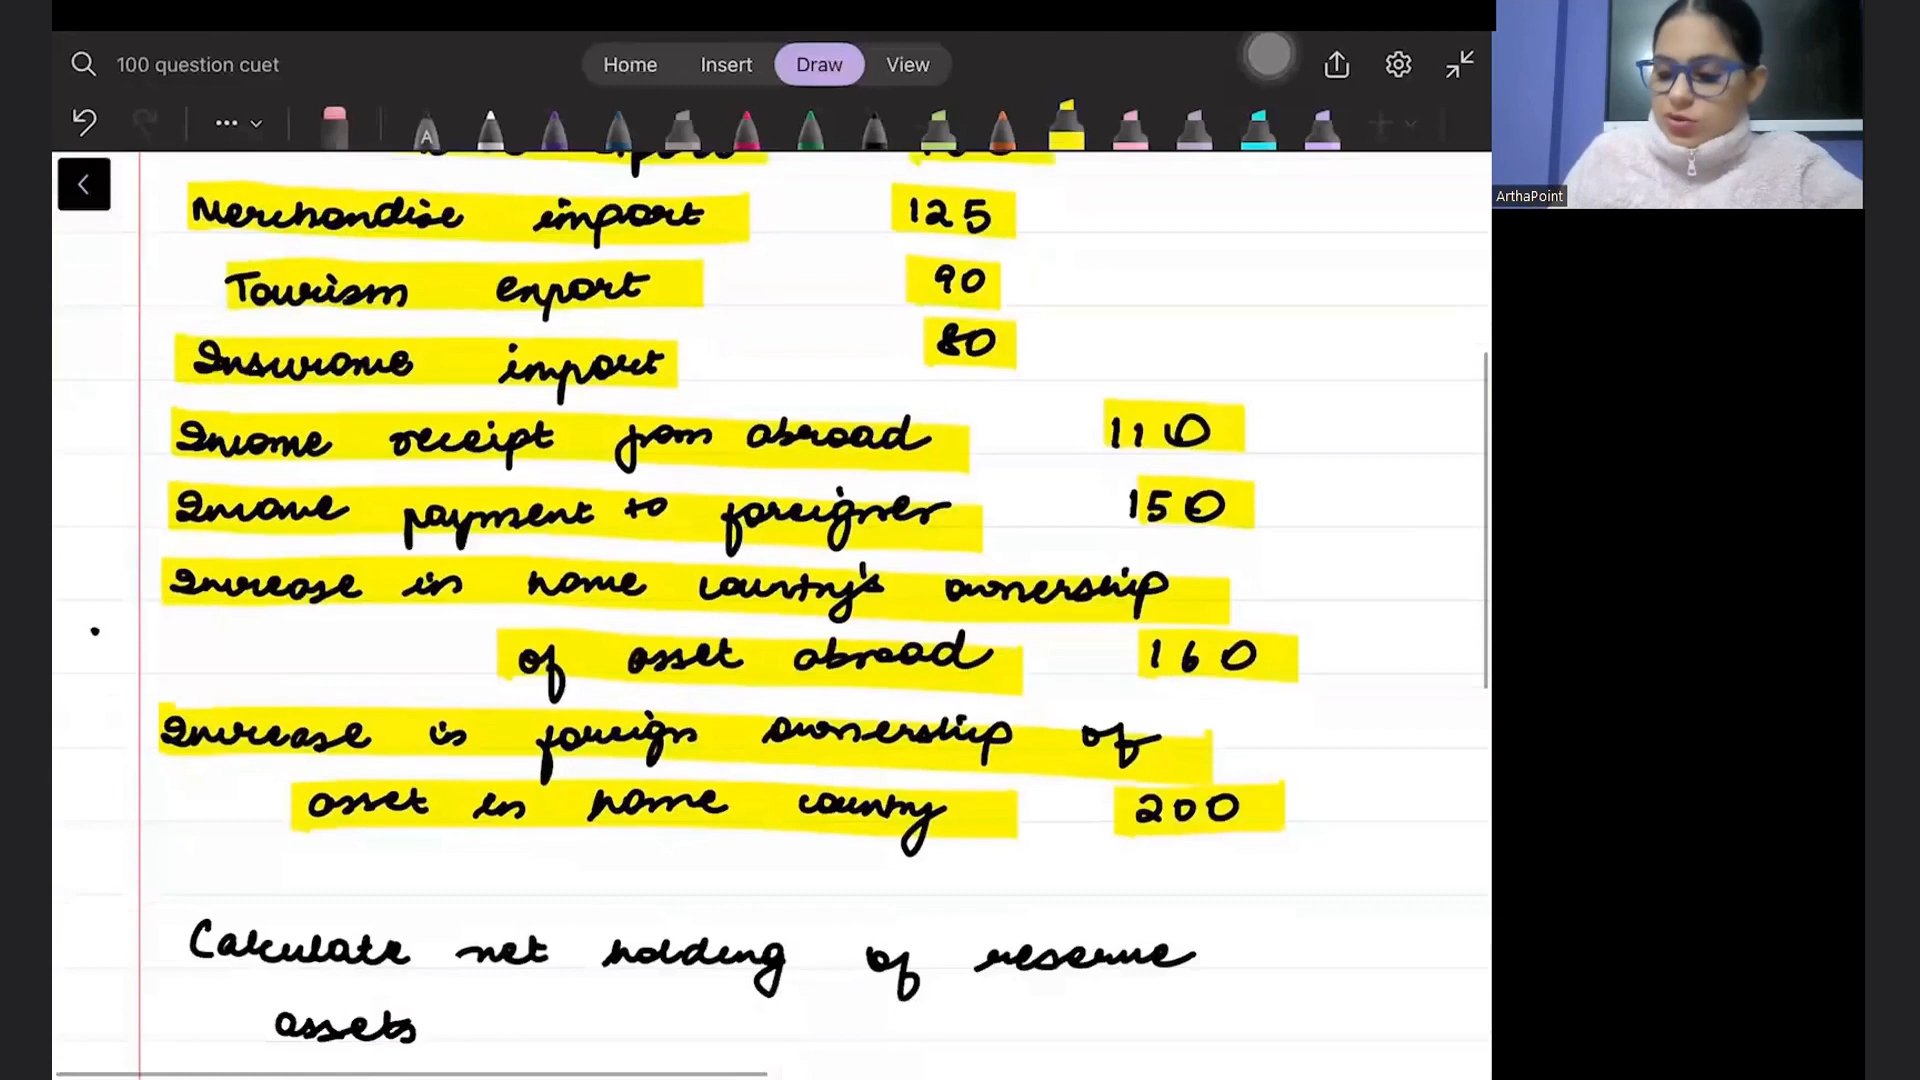 100 question cuet
Home Insert Draw View
Merchandise import 125
Tourism export 90
Insurance import 80
Income receipt from abroad 110
Income payment to foreigner 150
Increase in home country's ownership
of asset abroad 160
Increase in foreign ownership of
asset in home country 200
Calculate net holding of reserve
assets
ArthaPoint